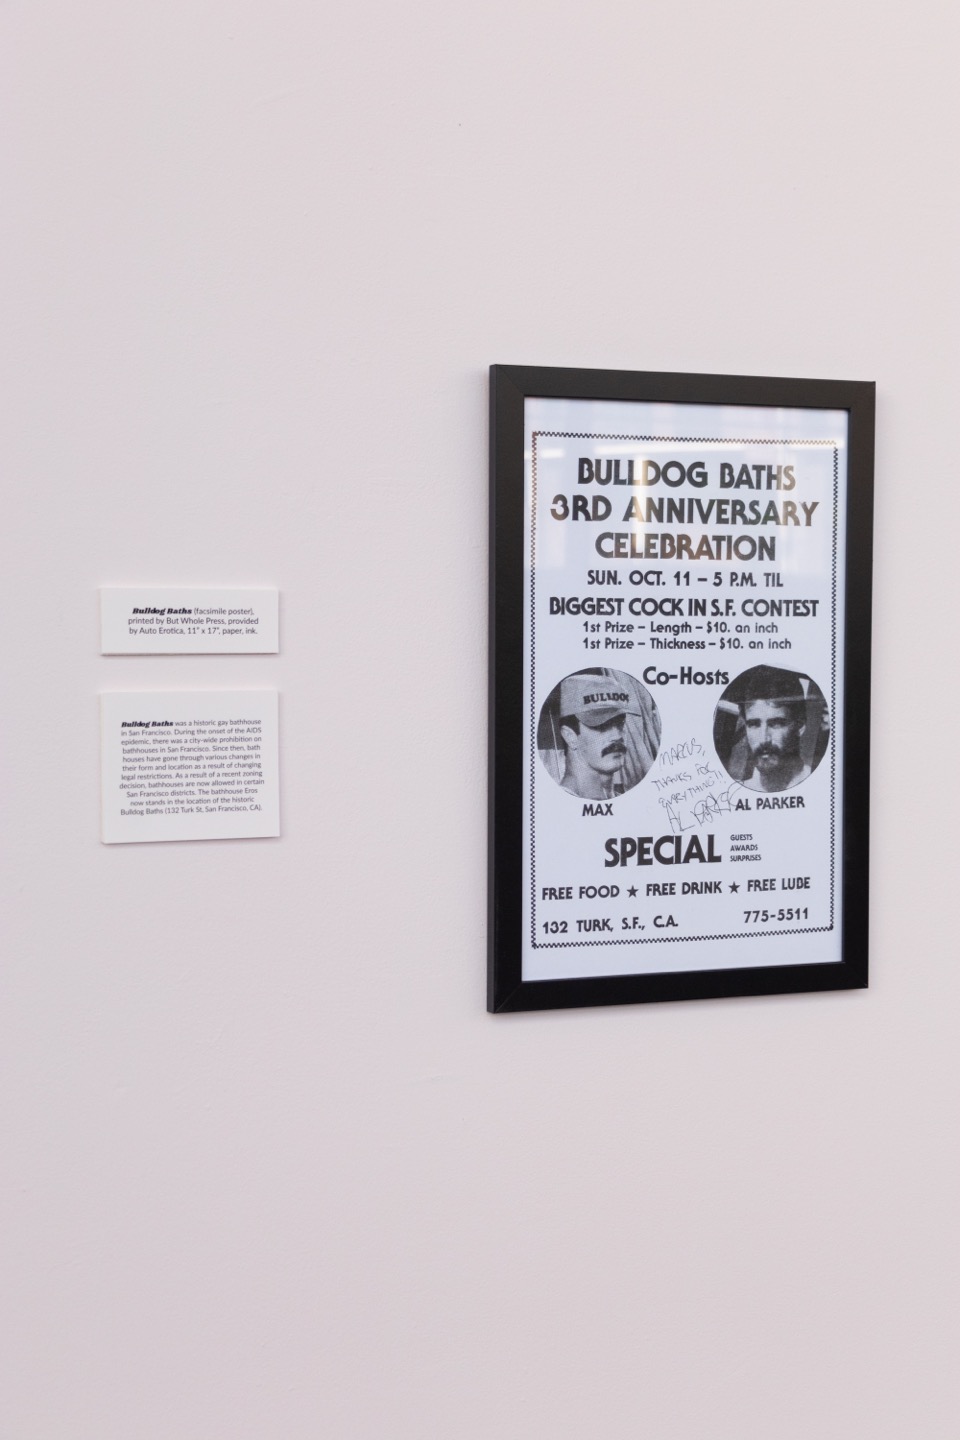 Bulldog Baths (facsimile poster),
printed by But Whole Press, provided
by Auto Erotica, 11" x 17", paper, ink.
Bulldog Baths was a historic gay bathhouse
in San Francisco. During the onset of the AIDS
epidemic, there was a city-wide prohibition on
bathhouses in San Francisco. Since then, bath
houses have gone through various changes in
their form and location as a result of changing
legal restrictions. As a result of a recent zoning
decision, bathhouses are now allowed in certain
San Francisco districts. The bathhouse Eros
now stands in the location of the historic
Bulldog Baths (132 Turk St, San Francisco, CA).
BULLDOG BATHS
3RD ANNIVERSARY
CELEBRATION
SUN. OCT. 11 – 5 P.M. TIL
BIGGEST COCK IN S.F. CONTEST
1st Prize – Length – $10. an inch
1st Prize – Thickness – $10. an inch
Co-Hosts
BULLDOG
MARCUS,
THANKS FOR
EVERYTHING!!
AL PARKER
MAX
AL PARKER
SPECIAL
GUESTS
AWARDS
SURPRISES
FREE FOOD ★ FREE DRINK ★ FREE LUBE
132 TURK, S.F., C.A.
775-5511